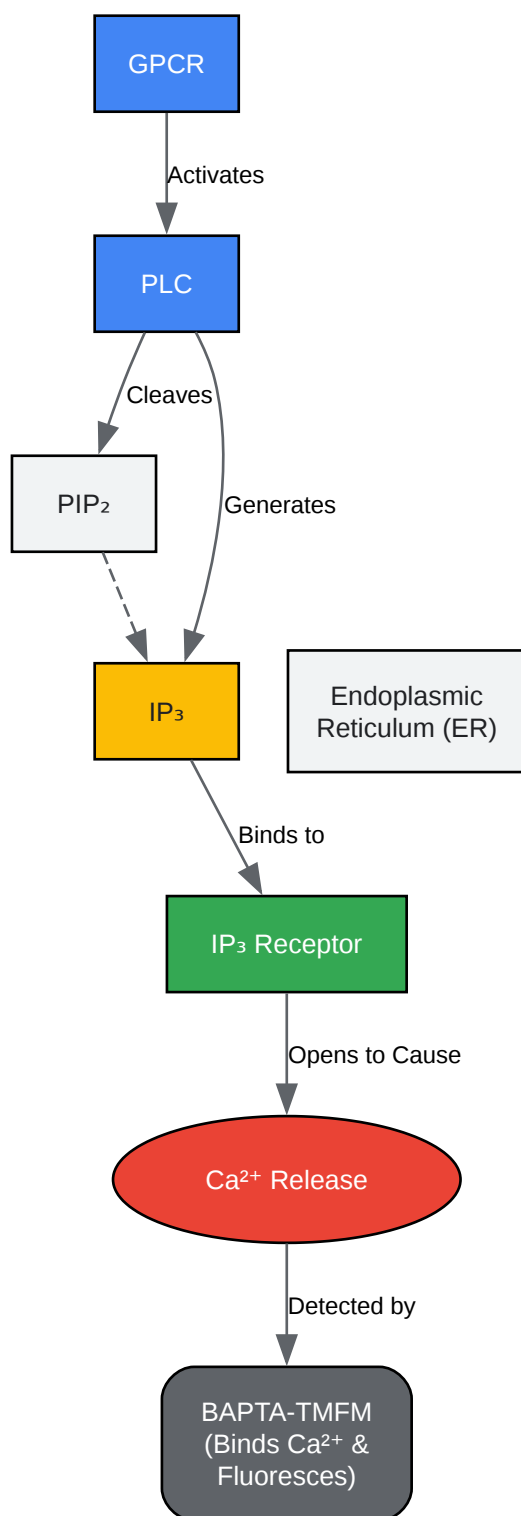 GPCR
Activates
PLC
Cleaves
PIP₂
Generates
IP₃
Endoplasmic
Reticulum (ER)
Binds to
IP₃ Receptor
Opens to Cause
Ca²⁺ Release
Detected by
BAPTA-TMFM
(Binds Ca²⁺ &
Fluoresces)